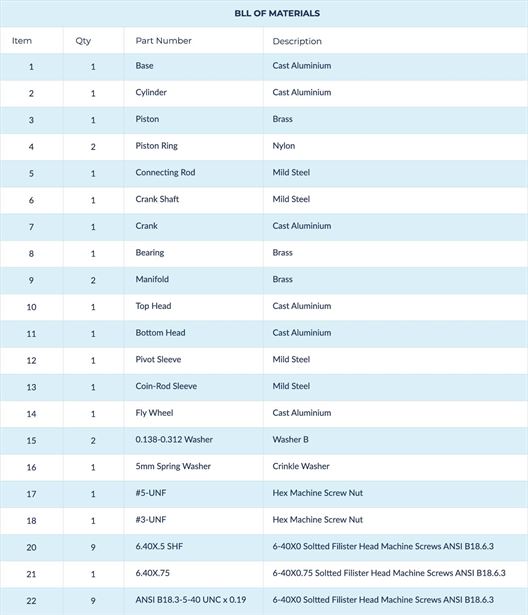 BLL OF MATERIALS
Item Qty Part Number Description
1 1 Base Cast Aluminium
2 1 Cylinder Cast Aluminium
3 1 Piston Brass
4 2 Piston Ring Nylon
5 1 Connecting Rod Mild Steel
6 1 Crank Shaft Mild Steel
7 1 Crank Cast Aluminium
8 1 Bearing Brass
9 2 Manifold Brass
10 1 Top Head Cast Aluminium
11 1 Bottom Head Cast Aluminium
12 1 Pivot Sleeve Mild Steel
13 1 Coin-Rod Sleeve Mild Steel
14 1 Fly Wheel Cast Aluminium
15 2 0.138-0.312 Washer Washer B
16 1 5mm Spring Washer Crinkle Washer
17 1 #5-UNF Hex Machine Screw Nut
18 1 #3-UNF Hex Machine Screw Nut
20 9 6.40X.5 SHF 6-40X0 Soltted Filister Head Machine Screws ANSI B18.6.3
21 1 6.40X.75 6-40X0.75 Soltted Filister Head Machine Screws ANSI B18.6.3
22 9 ANSI B18.3-5-40 UNC x 0.19 6-40X0 Soltted Filister Head Machine Screws ANSI B18.6.3